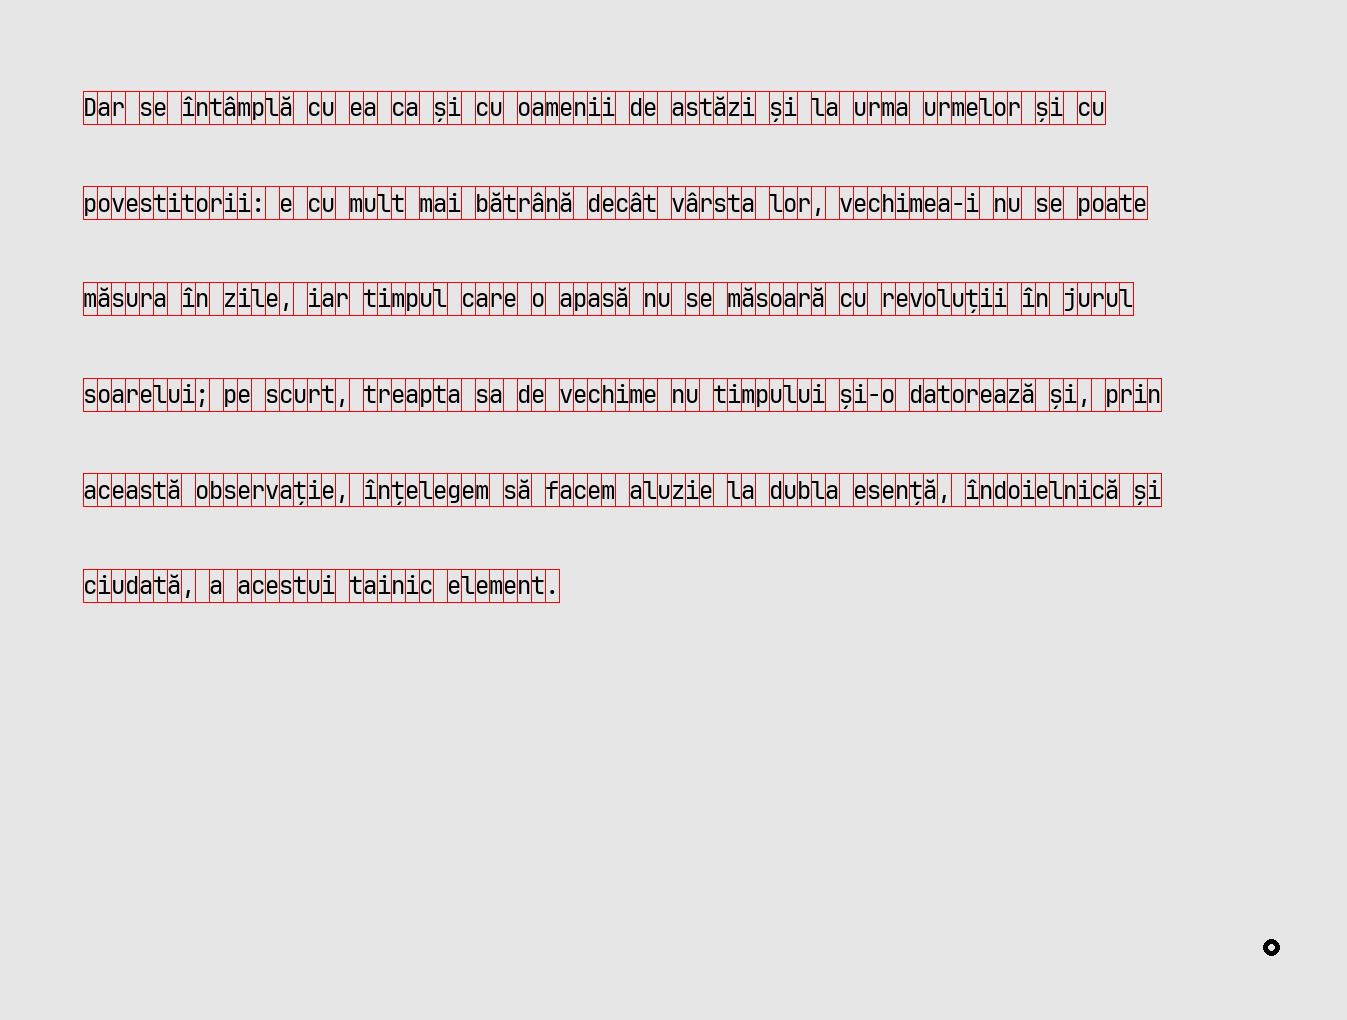 Dar se întâmplă cu ea ca și cu oamenii de astăzi și la urma urmelor și cu
povestitorii: e cu mult mai bătrână decât vârsta lor, vechimea-i nu se poate
măsura în zile, iar timpul care o apasă nu se măsoară cu revoluții în jurul
soarelui; pe scurt, treapta sa de vechime nu timpului și-o datorează și, prin
această observație, înțelegem să facem aluzie la dubla esență, îndoielnică și
ciudată, a acestui tainic element.